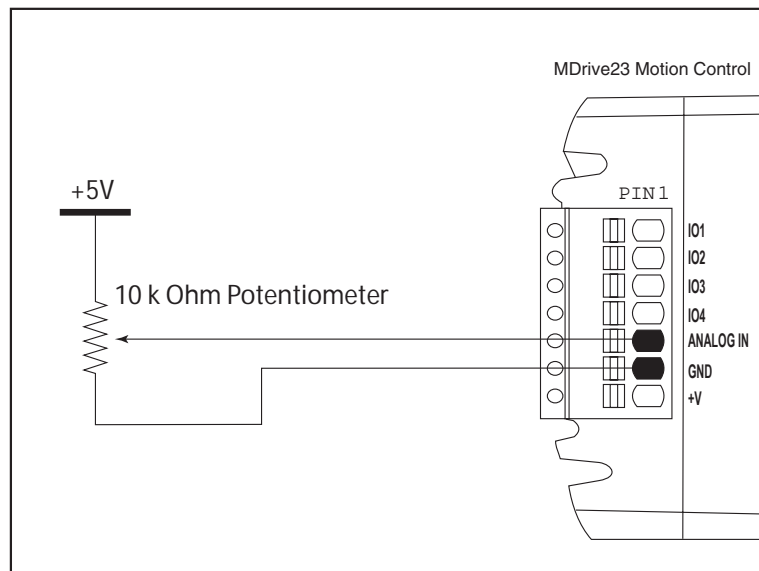 MDrive23 Motion Control
+5V
PIN1
IO1
IO2
10 k Ohm Potentiometer
IO3
IO4
ANALOG IN
GND
+V